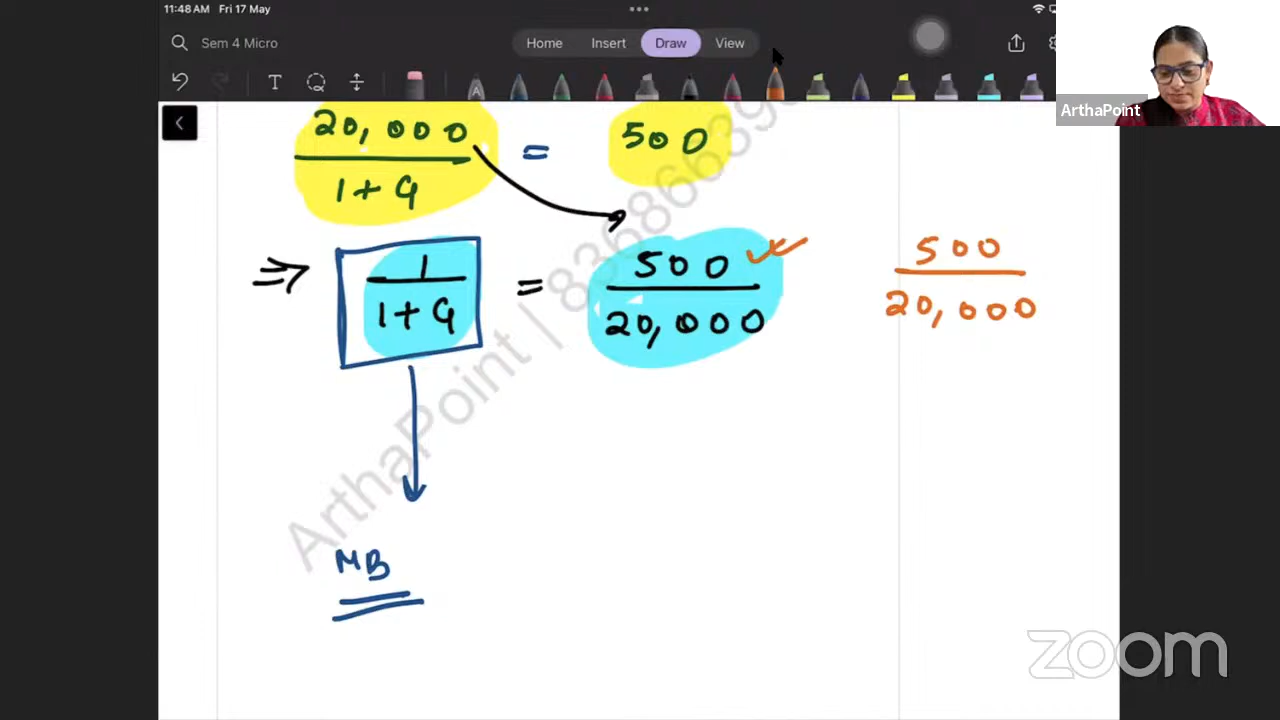 11:48 AM Fri 17 May
Sem 4 Micro
Home Insert Draw View
T
A
ArthaPoint
20,000 / 1+G = 500
⇒ 1 / 1+G = 500 / 20,000
500 / 20,000
MB
ArthaPoint | 83686639
zoom